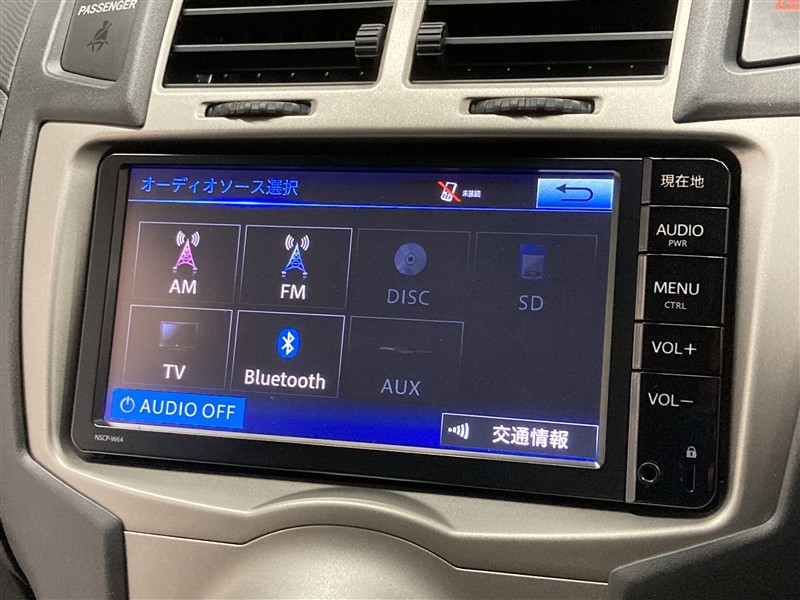 PASSENGER
オーディオソース選択
未接続
現在地
AM
FM
DISC
SD
AUDIO
PWR
TV
Bluetooth
AUX
MENU
CTRL
VOL+
AUDIO OFF
交通情報
VOL-
NSCP-W64